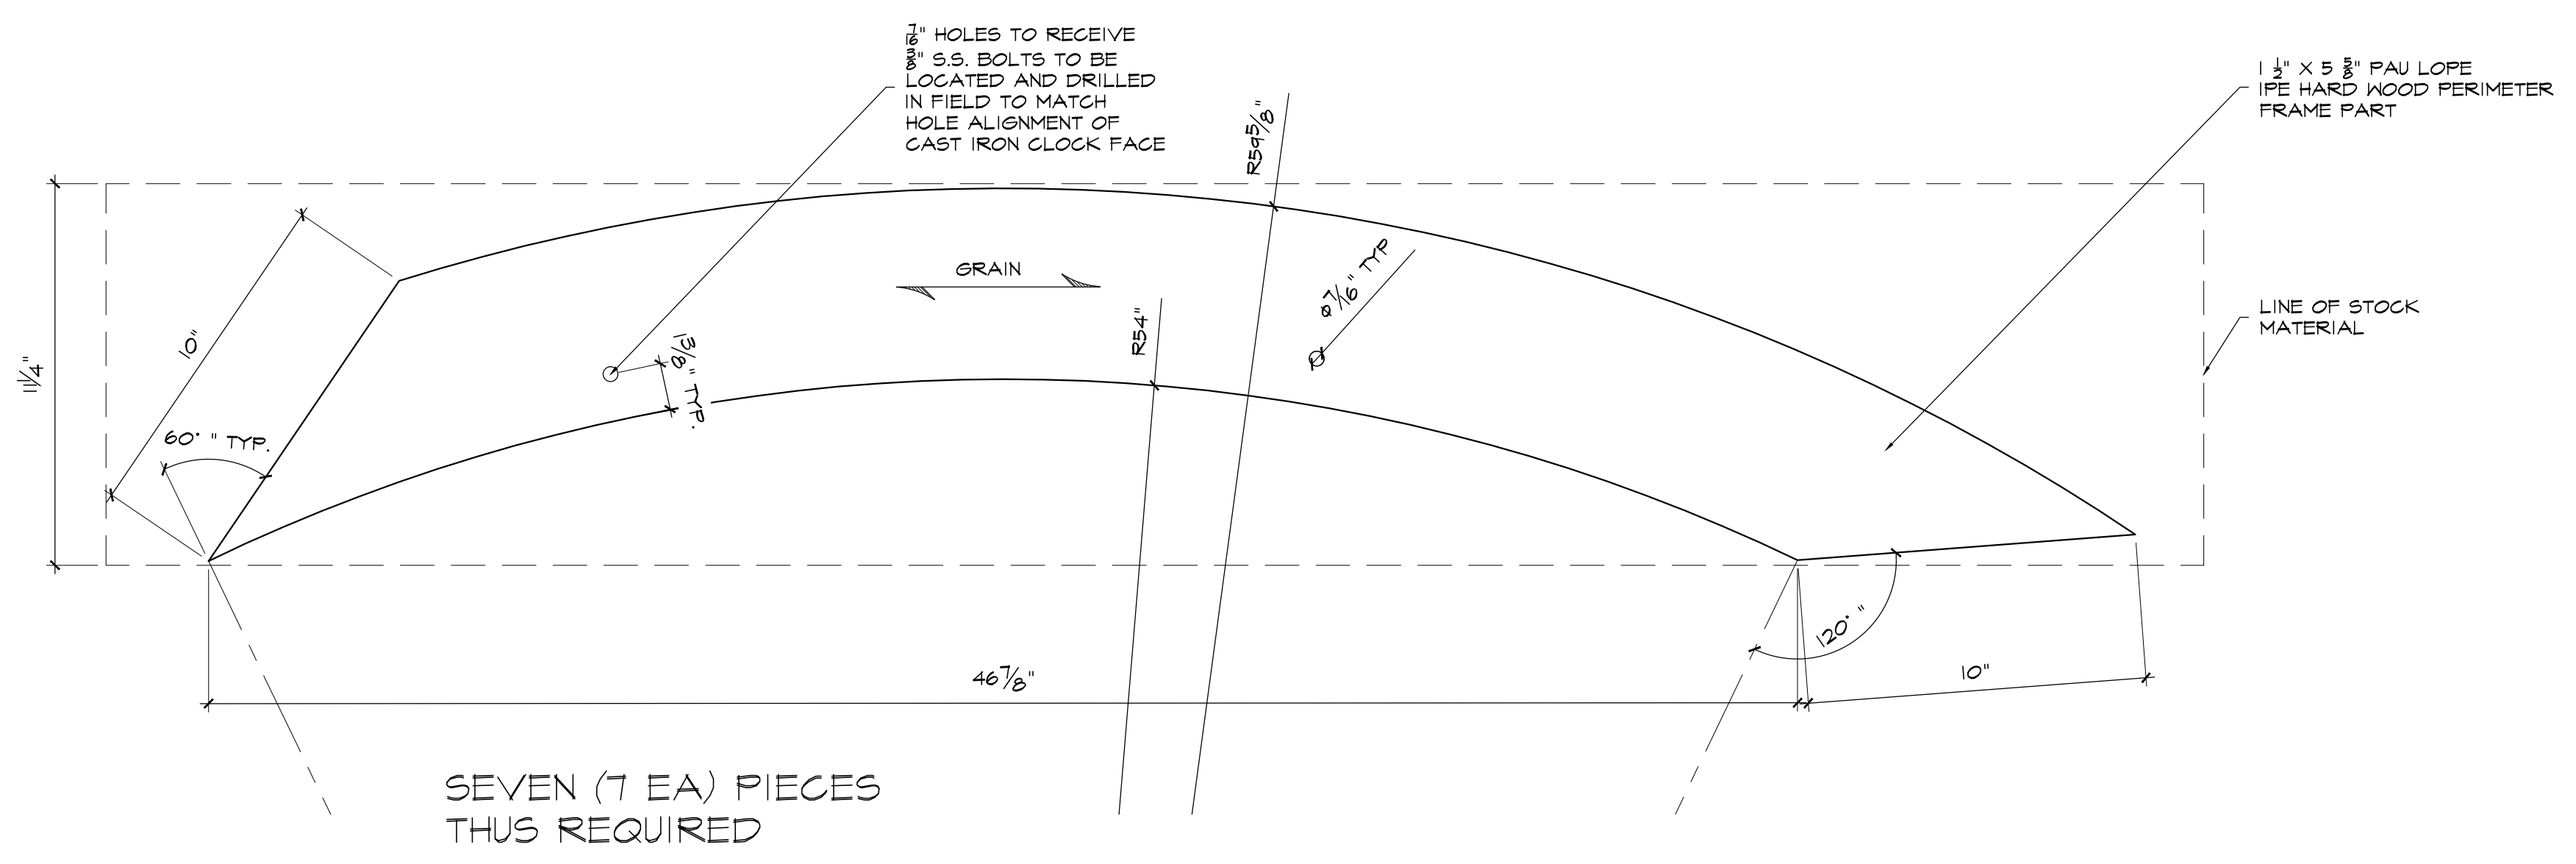 7/16" HOLES TO RECEIVE
3/8" S.S. BOLTS TO BE
LOCATED AND DRILLED
IN FIELD TO MATCH
HOLE ALIGNMENT OF
CAST IRON CLOCK FACE
1 1/2" X 5 5/8" PAU LOPE
IPE HARD WOOD PERIMETER
FRAME PART
R59 5/8"
GRAIN
Ø7/16" TYP
R54"
LINE OF STOCK
MATERIAL
10"
11 1/4"
1 3/8" TYP.
60° " TYP.
120° "
10"
46 7/8"
SEVEN (7 EA) PIECES
THUS REQUIRED